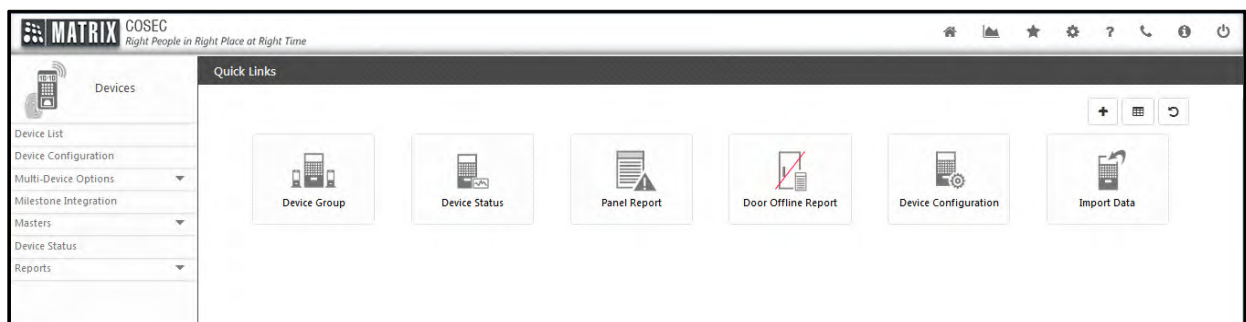 MATRIX COSEC
Right People in Right Place at Right Time
Devices
Quick Links
Device List
Device Configuration
Multi-Device Options
Milestone Integration
Masters
Device Status
Reports
Device Group
Device Status
Panel Report
Door Offline Report
Device Configuration
Import Data